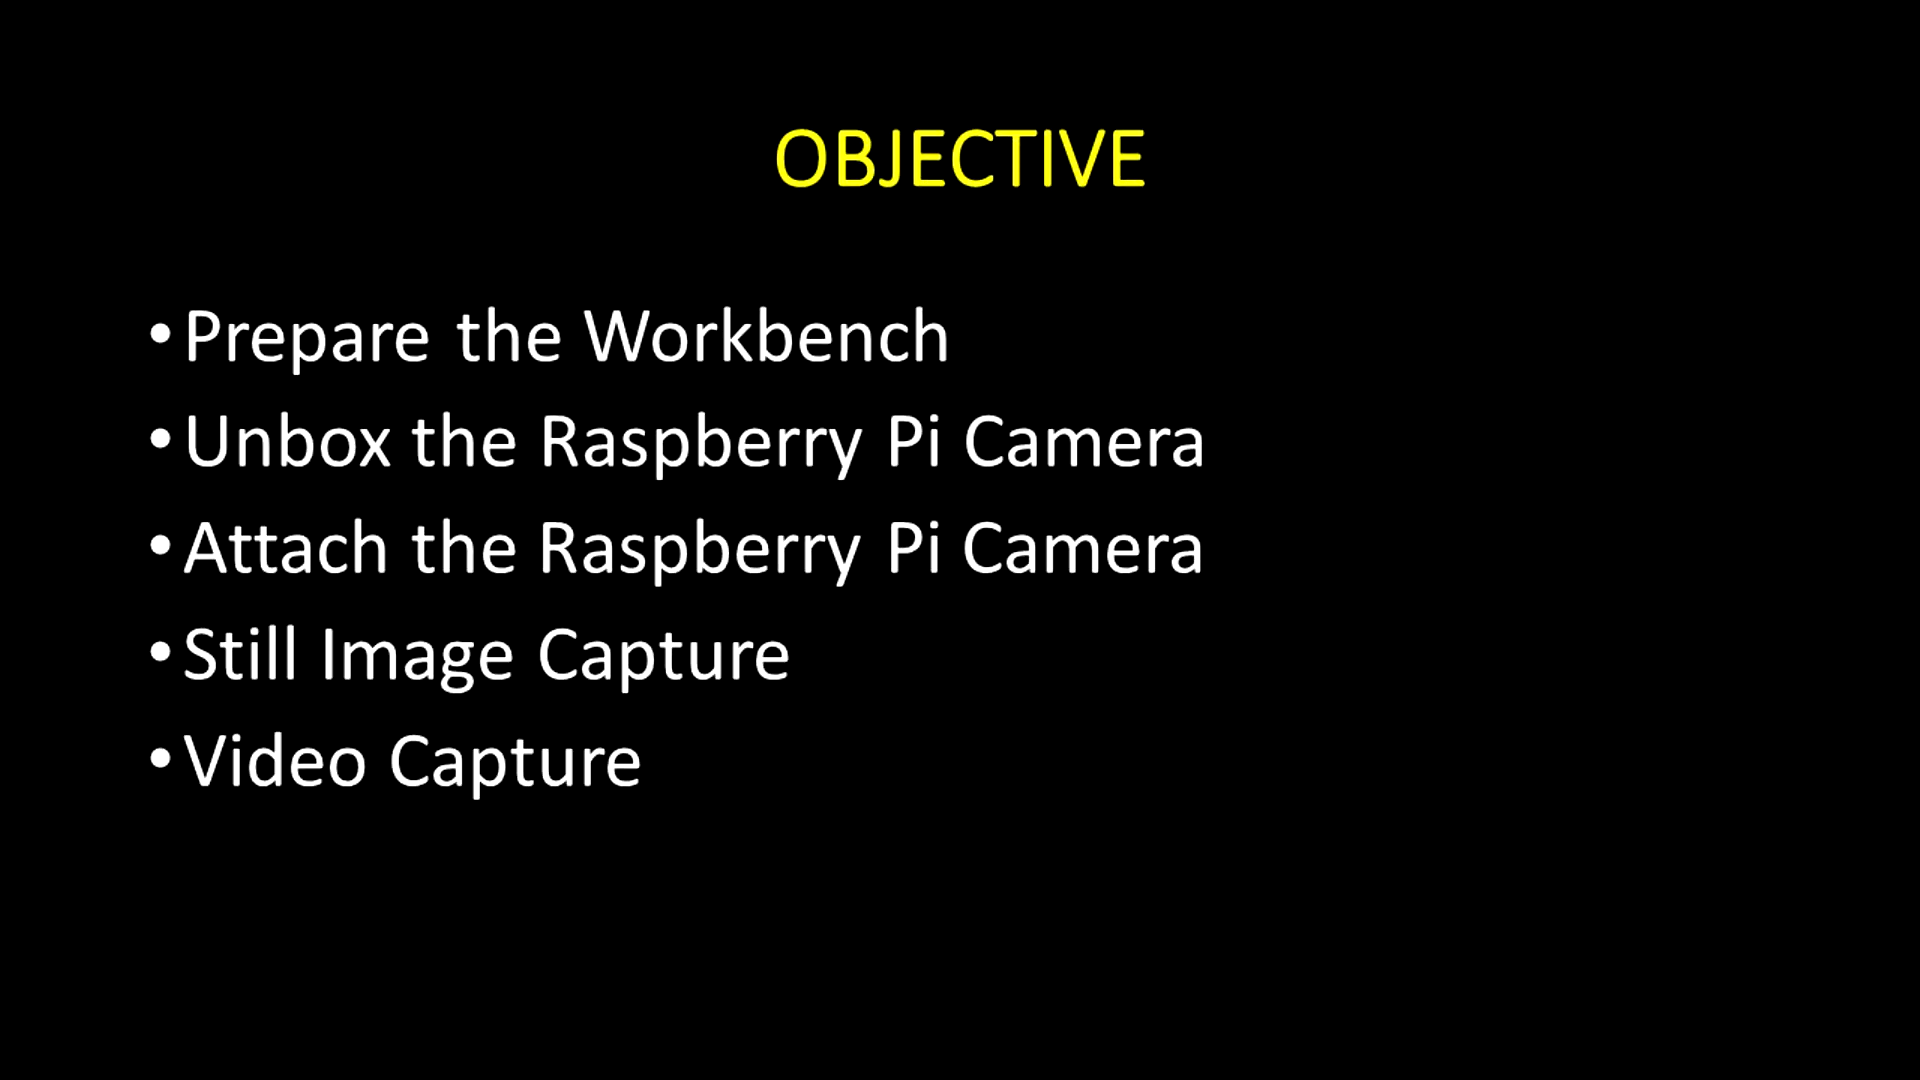 OBJECTIVE
• Prepare the Workbench
• Unbox the Raspberry Pi Camera
• Attach the Raspberry Pi Camera
• Still Image Capture
• Video Capture